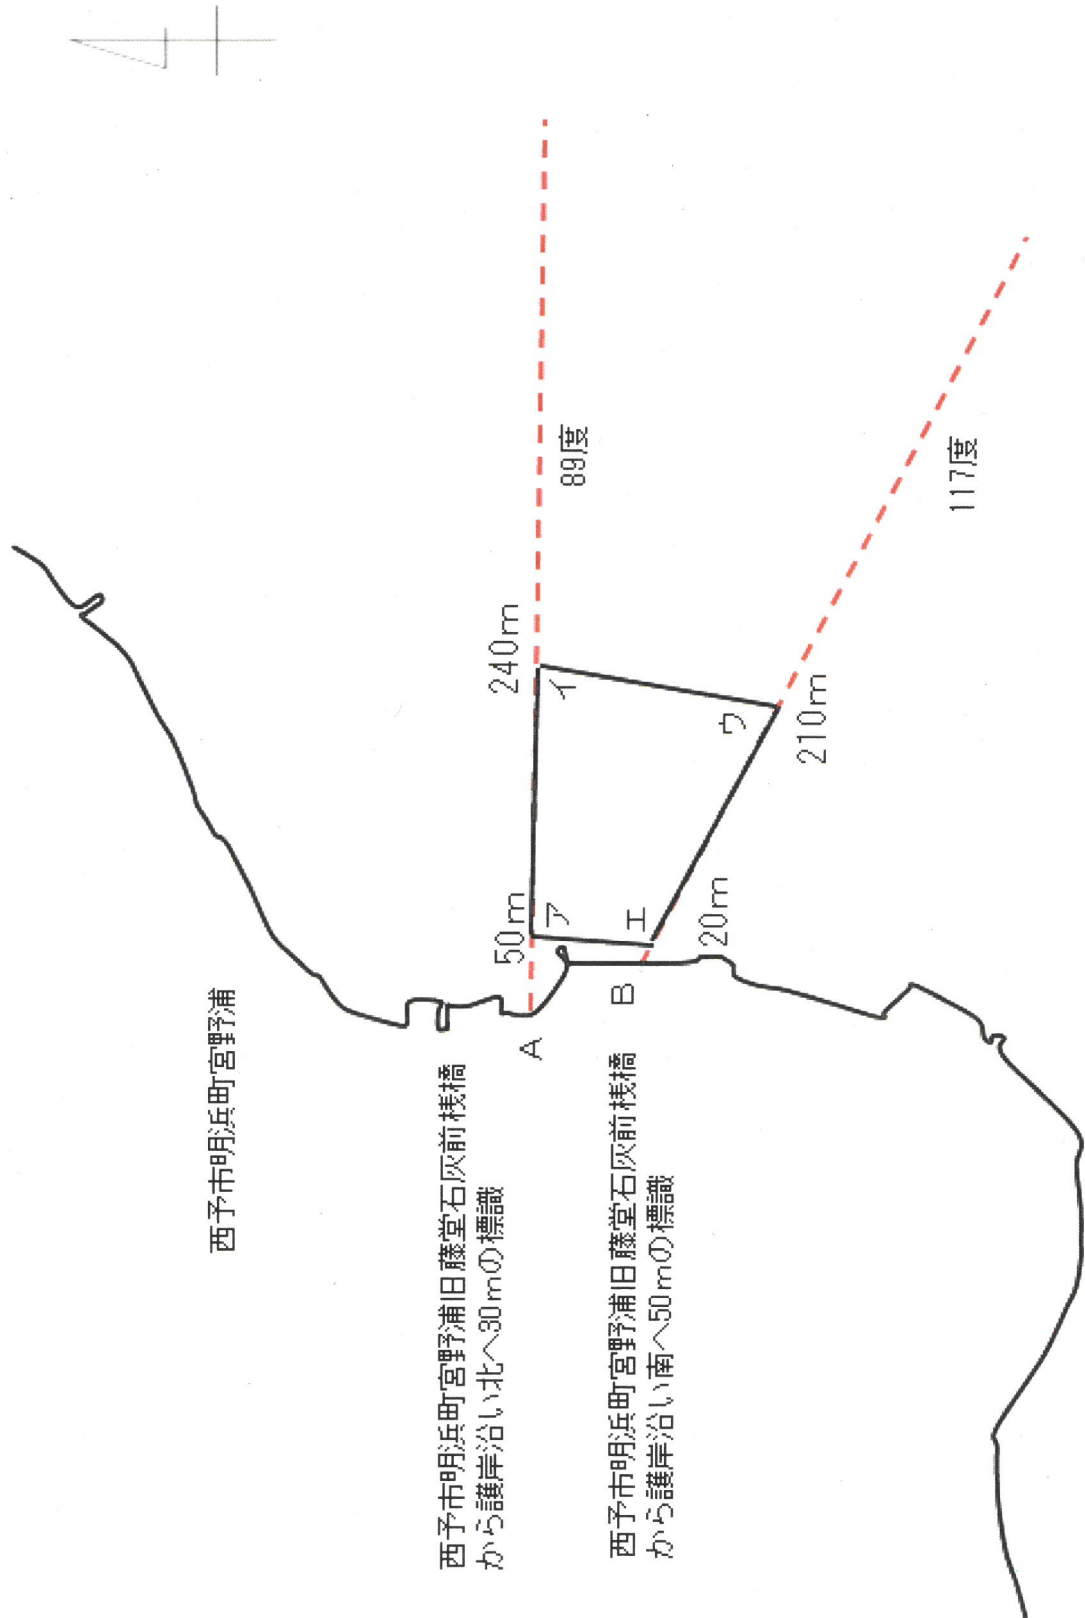 西予市明浜町宮野浦
西予市明浜町宮野浦旧藤堂石灰前桟橋
から護岸沿い北へ30mの標識
A
50m
ア
240m
イ
89度
西予市明浜町宮野浦旧藤堂石灰前桟橋
から護岸沿い南へ50mの標識
B
エ
20m
ウ
210m
117度